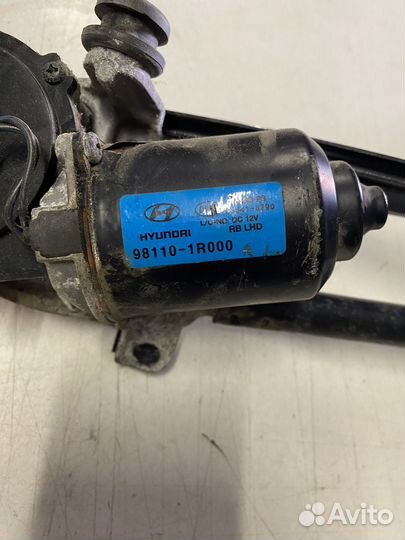 DC 12V
HYUNDAI RB LHD
98110-1R000
Avito